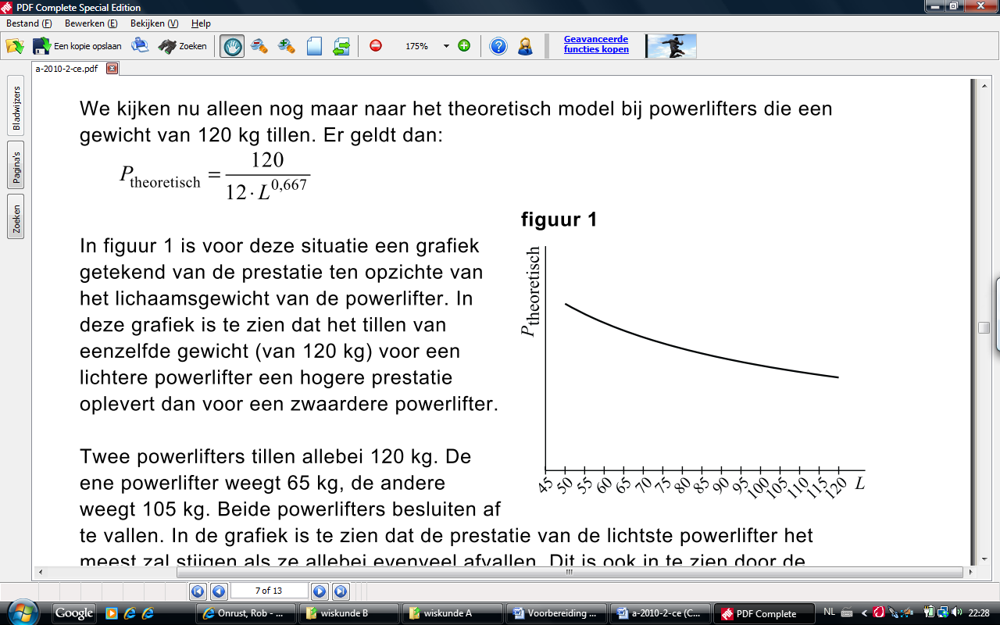 PDF Complete Special Edition
Bestand (F) Bewerken (E) Bekijken (V) Help
Een kopie opslaan Zoeken 175% Geavanceerde
functies kopen
a-2010-2-ce.pdf
Bladwijzers
Pagina's
Zoeken
We kijken nu alleen nog maar naar het theoretisch model bij powerlifters die een
gewicht van 120 kg tillen. Er geldt dan:
P theoretisch = 120 / (12 · L^0,667)
figuur 1
In figuur 1 is voor deze situatie een grafiek
getekend van de prestatie ten opzichte van
het lichaamsgewicht van de powerlifter. In
deze grafiek is te zien dat het tillen van
eenzelfde gewicht (van 120 kg) voor een
lichtere powerlifter een hogere prestatie
oplevert dan voor een zwaardere powerlifter.
P theoretisch
45 50 55 60 65 70 75 80 85 90 95 100 105 110 115 120 L
Twee powerlifters tillen allebei 120 kg. De
ene powerlifter weegt 65 kg, de andere
weegt 105 kg. Beide powerlifters besluiten af
te vallen. In de grafiek is te zien dat de prestatie van de lichtste powerlifter het
meest zal stijgen als ze allebei evenveel afvallen. Dit is ook in te zien door de
7 of 13
Google Onrust, Rob - ... wiskunde B wiskunde A Voorbereiding ... a-2010-2-ce (C... PDF Complete NL 22:28